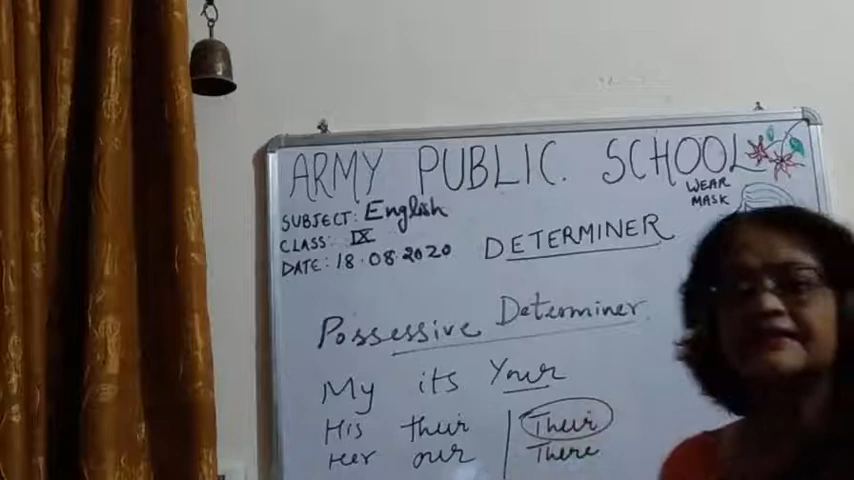 ARMY PUBLIC. SCHOOL
WEAR
MASK
SUBJECT: English
CLASS: IX
DATE: 18.08.2020
DETERMINER
Possessive Determiner
My its Your
His their Their
Her our There